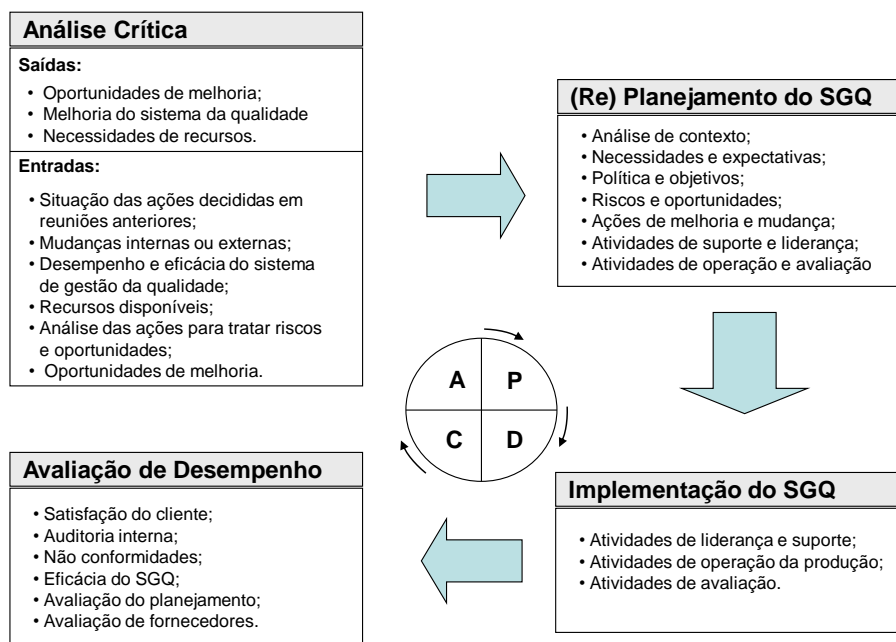 Análise Crítica
Saídas:
• Oportunidades de melhoria;
• Melhoria do sistema da qualidade
• Necessidades de recursos.
Entradas:
• Situação das ações decididas em
reuniões anteriores;
• Mudanças internas ou externas;
• Desempenho e eficácia do sistema
de gestão da qualidade;
• Recursos disponíveis;
• Análise das ações para tratar riscos
e oportunidades;
• Oportunidades de melhoria.
(Re) Planejamento do SGQ
• Análise de contexto;
• Necessidades e expectativas;
• Política e objetivos;
• Riscos e oportunidades;
• Ações de melhoria e mudança;
• Atividades de suporte e liderança;
• Atividades de operação e avaliação
A P
C D
Avaliação de Desempenho
• Satisfação do cliente;
• Auditoria interna;
• Não conformidades;
• Eficácia do SGQ;
• Avaliação do planejamento;
• Avaliação de fornecedores.
Implementação do SGQ
• Atividades de liderança e suporte;
• Atividades de operação da produção;
• Atividades de avaliação.